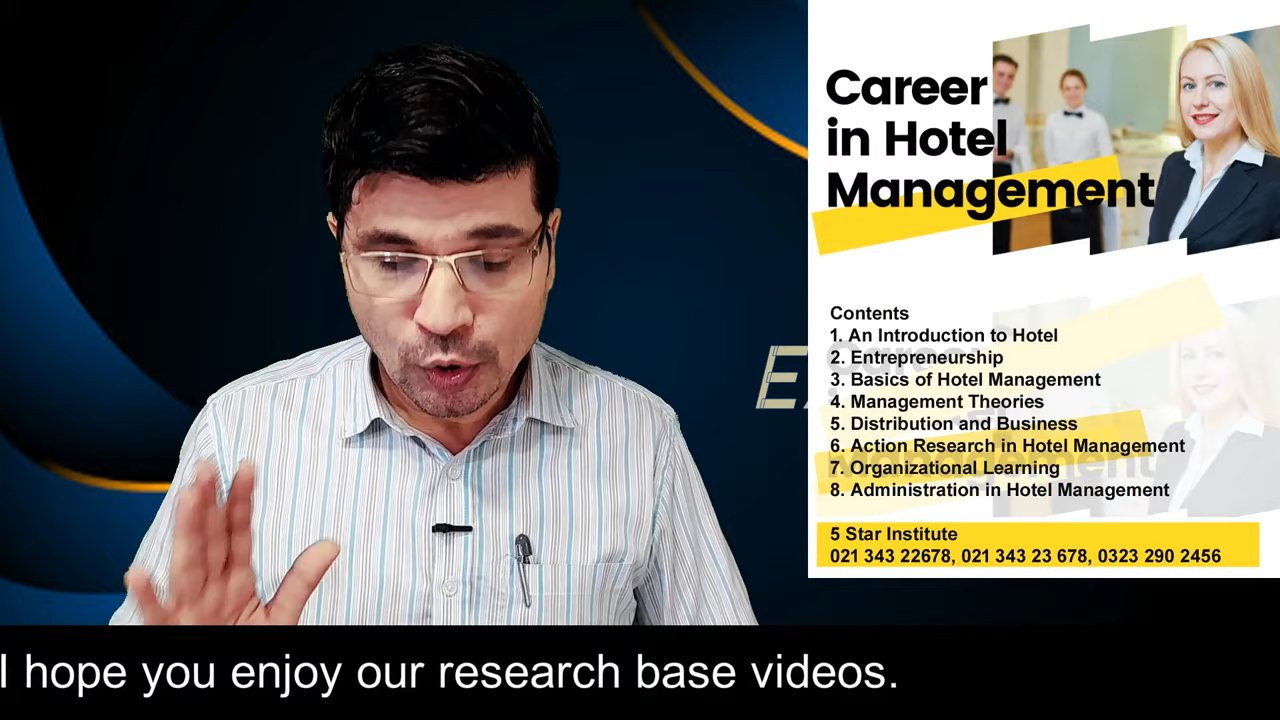 Career
in Hotel
Management
Contents
1. An Introduction to Hotel
2. Entrepreneurship
3. Basics of Hotel Management
4. Management Theories
5. Distribution and Business
6. Action Research in Hotel Management
7. Organizational Learning
8. Administration in Hotel Management
5 Star Institute
021 343 22678, 021 343 23 678, 0323 290 2456
I hope you enjoy our research base videos.